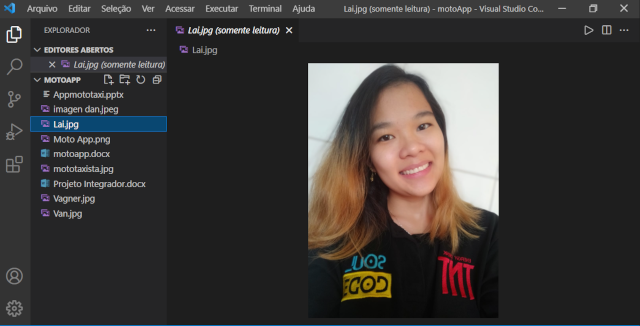 Arquivo Editar Seleção Ver Acessar Executar Terminal Ajuda Lai.jpg (somente leitura) - motoApp - Visual Studio Co...
EXPLORADOR
Lai.jpg (somente leitura)
EDITORES ABERTOS
Lai.jpg
Lai.jpg (somente leitura)
MOTOAPP
Appmototaxi.pptx
imagen dan.jpeg
Lai.jpg
Moto App.png
motoapp.docx
mototaxista.jpg
Projeto Integrador.docx
Vagner.jpg
Van.jpg
SOUL
CODE
TNT